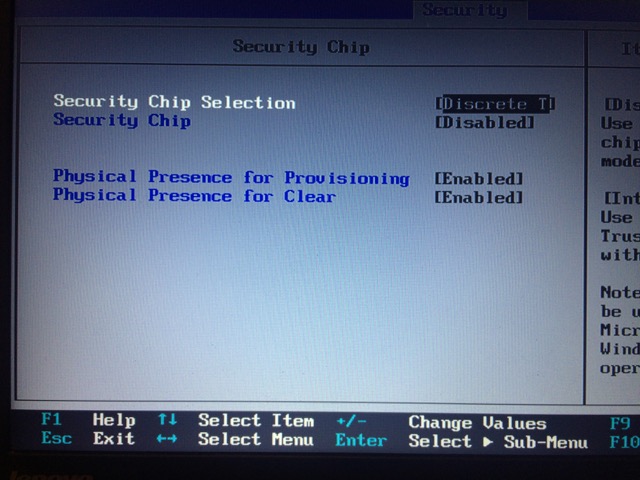 Security
Security Chip
Security Chip Selection [Discrete T]
Security Chip [Disabled]
Physical Presence for Provisioning [Enabled]
Physical Presence for Clear [Enabled]
It
[Dis
Use
chip
mode
[Int
Use
Trus
with
Note
be u
Micr
Wind
oper
F1 Help ↑↓ Select Item +/- Change Values F9
Esc Exit ←→ Select Menu Enter Select ▶ Sub-Menu F10
lenovo